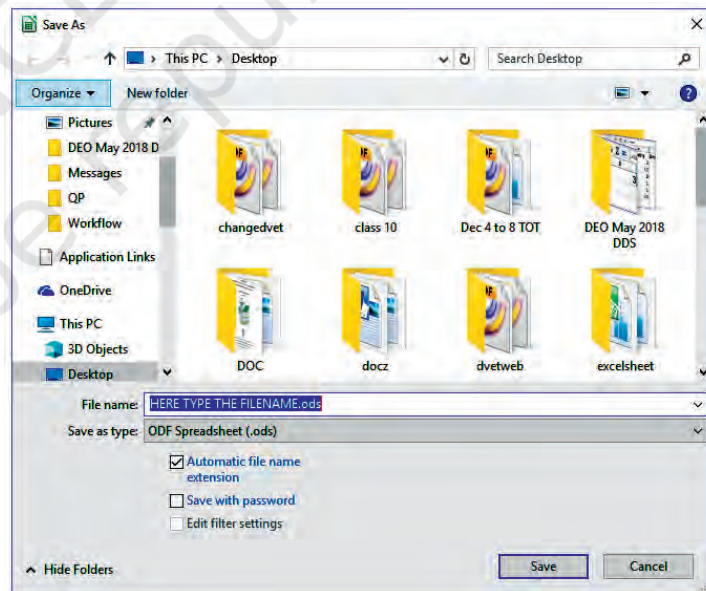 Save As
This PC > Desktop
Search Desktop
Organize
New folder
Pictures
DEO May 2018 D
Messages
QP
Workflow
Application Links
OneDrive
This PC
3D Objects
Desktop
changedvet
class 10
Dec 4 to 8 TOT
DEO May 2018
DDS
DOC
docz
dvetweb
excelsheet
File name: HERE TYPE THE FILENAME.ods
Save as type: ODF Spreadsheet (.ods)
Automatic file name
extension
Save with password
Edit filter settings
Hide Folders
Save
Cancel